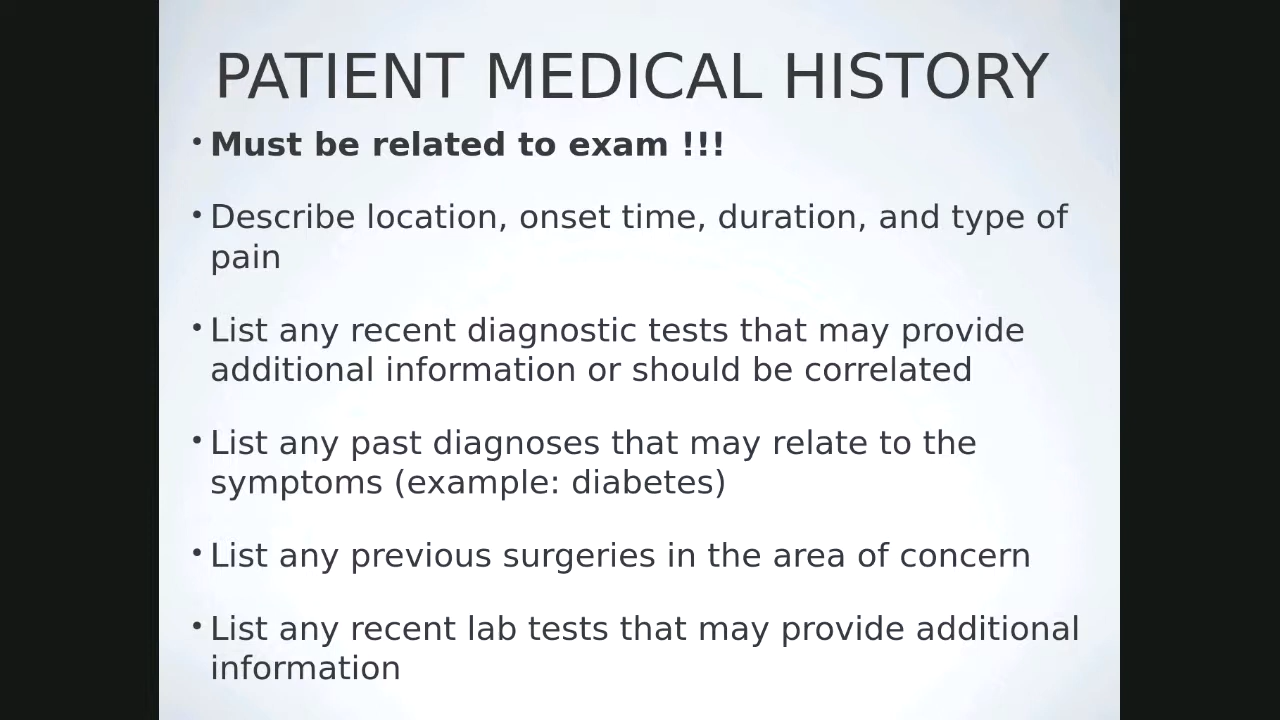 PATIENT MEDICAL HISTORY
• Must be related to exam !!!
• Describe location, onset time, duration, and type of
pain
• List any recent diagnostic tests that may provide
additional information or should be correlated
• List any past diagnoses that may relate to the
symptoms (example: diabetes)
• List any previous surgeries in the area of concern
• List any recent lab tests that may provide additional
information